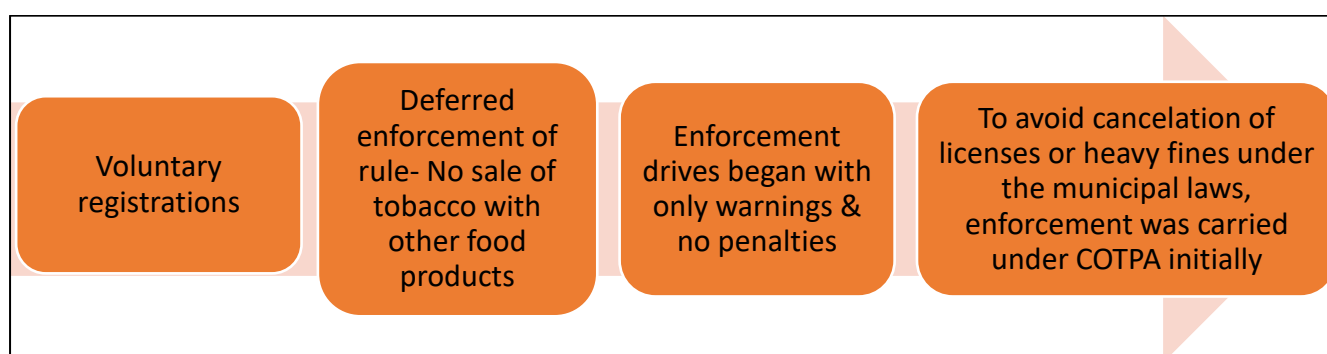 Voluntary
registrations
Deferred
enforcement of
rule- No sale of
tobacco with
other food
products
Enforcement
drives began with
only warnings &
no penalties
To avoid cancelation of
licenses or heavy fines under
the municipal laws,
enforcement was carried
under COTPA initially